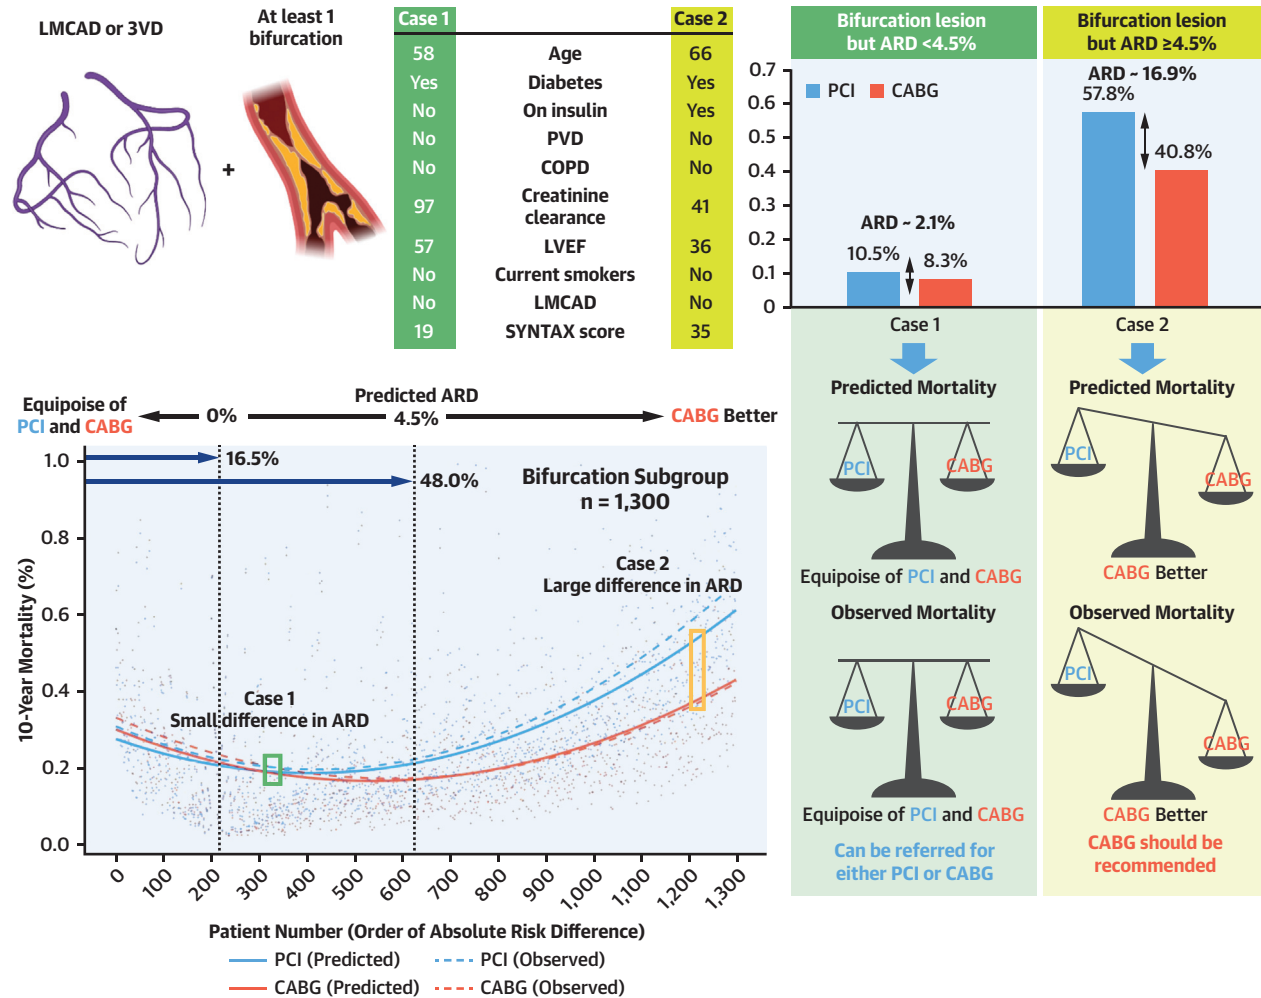 LMCAD or 3VD
At least 1
bifurcation
+
Case 1
Case 2
58 Age 66
Yes Diabetes Yes
No On insulin Yes
No PVD No
No COPD No
97 Creatinine clearance 41
57 LVEF 36
No Current smokers No
No LMCAD No
19 SYNTAX score 35
Bifurcation lesion
but ARD <4.5%
Bifurcation lesion
but ARD ≥4.5%
0.7
0.6
0.5
0.4
0.3
0.2
0.1
0
PCI CABG
ARD ~ 2.1%
10.5%
8.3%
ARD ~ 16.9%
57.8%
40.8%
Case 1
Case 2
Predicted Mortality
PCI
CABG
Equipoise of PCI and CABG
Observed Mortality
PCI
CABG
Equipoise of PCI and CABG
Can be referred for
either PCI or CABG
Predicted Mortality
PCI
CABG
CABG Better
Observed Mortality
PCI
CABG
CABG Better
CABG should be
recommended
Equipoise of
PCI and CABG
Predicted ARD
0%
4.5%
CABG Better
16.5%
48.0%
Bifurcation Subgroup
n = 1,300
Case 2
Large difference in ARD
Case 1
Small difference in ARD
10-Year Mortality (%)
1.0
0.8
0.6
0.4
0.2
0.0
0 100 200 300 400 500 600 700 800 900 1,000 1,100 1,200 1,300
Patient Number (Order of Absolute Risk Difference)
PCI (Predicted) PCI (Observed)
CABG (Predicted) CABG (Observed)